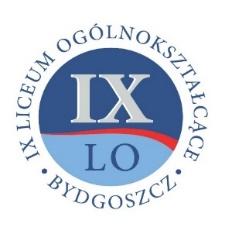 IX LICEUM OGÓLNOKSZTAŁCĄCE
IX
LO
• BYDGOSZCZ •